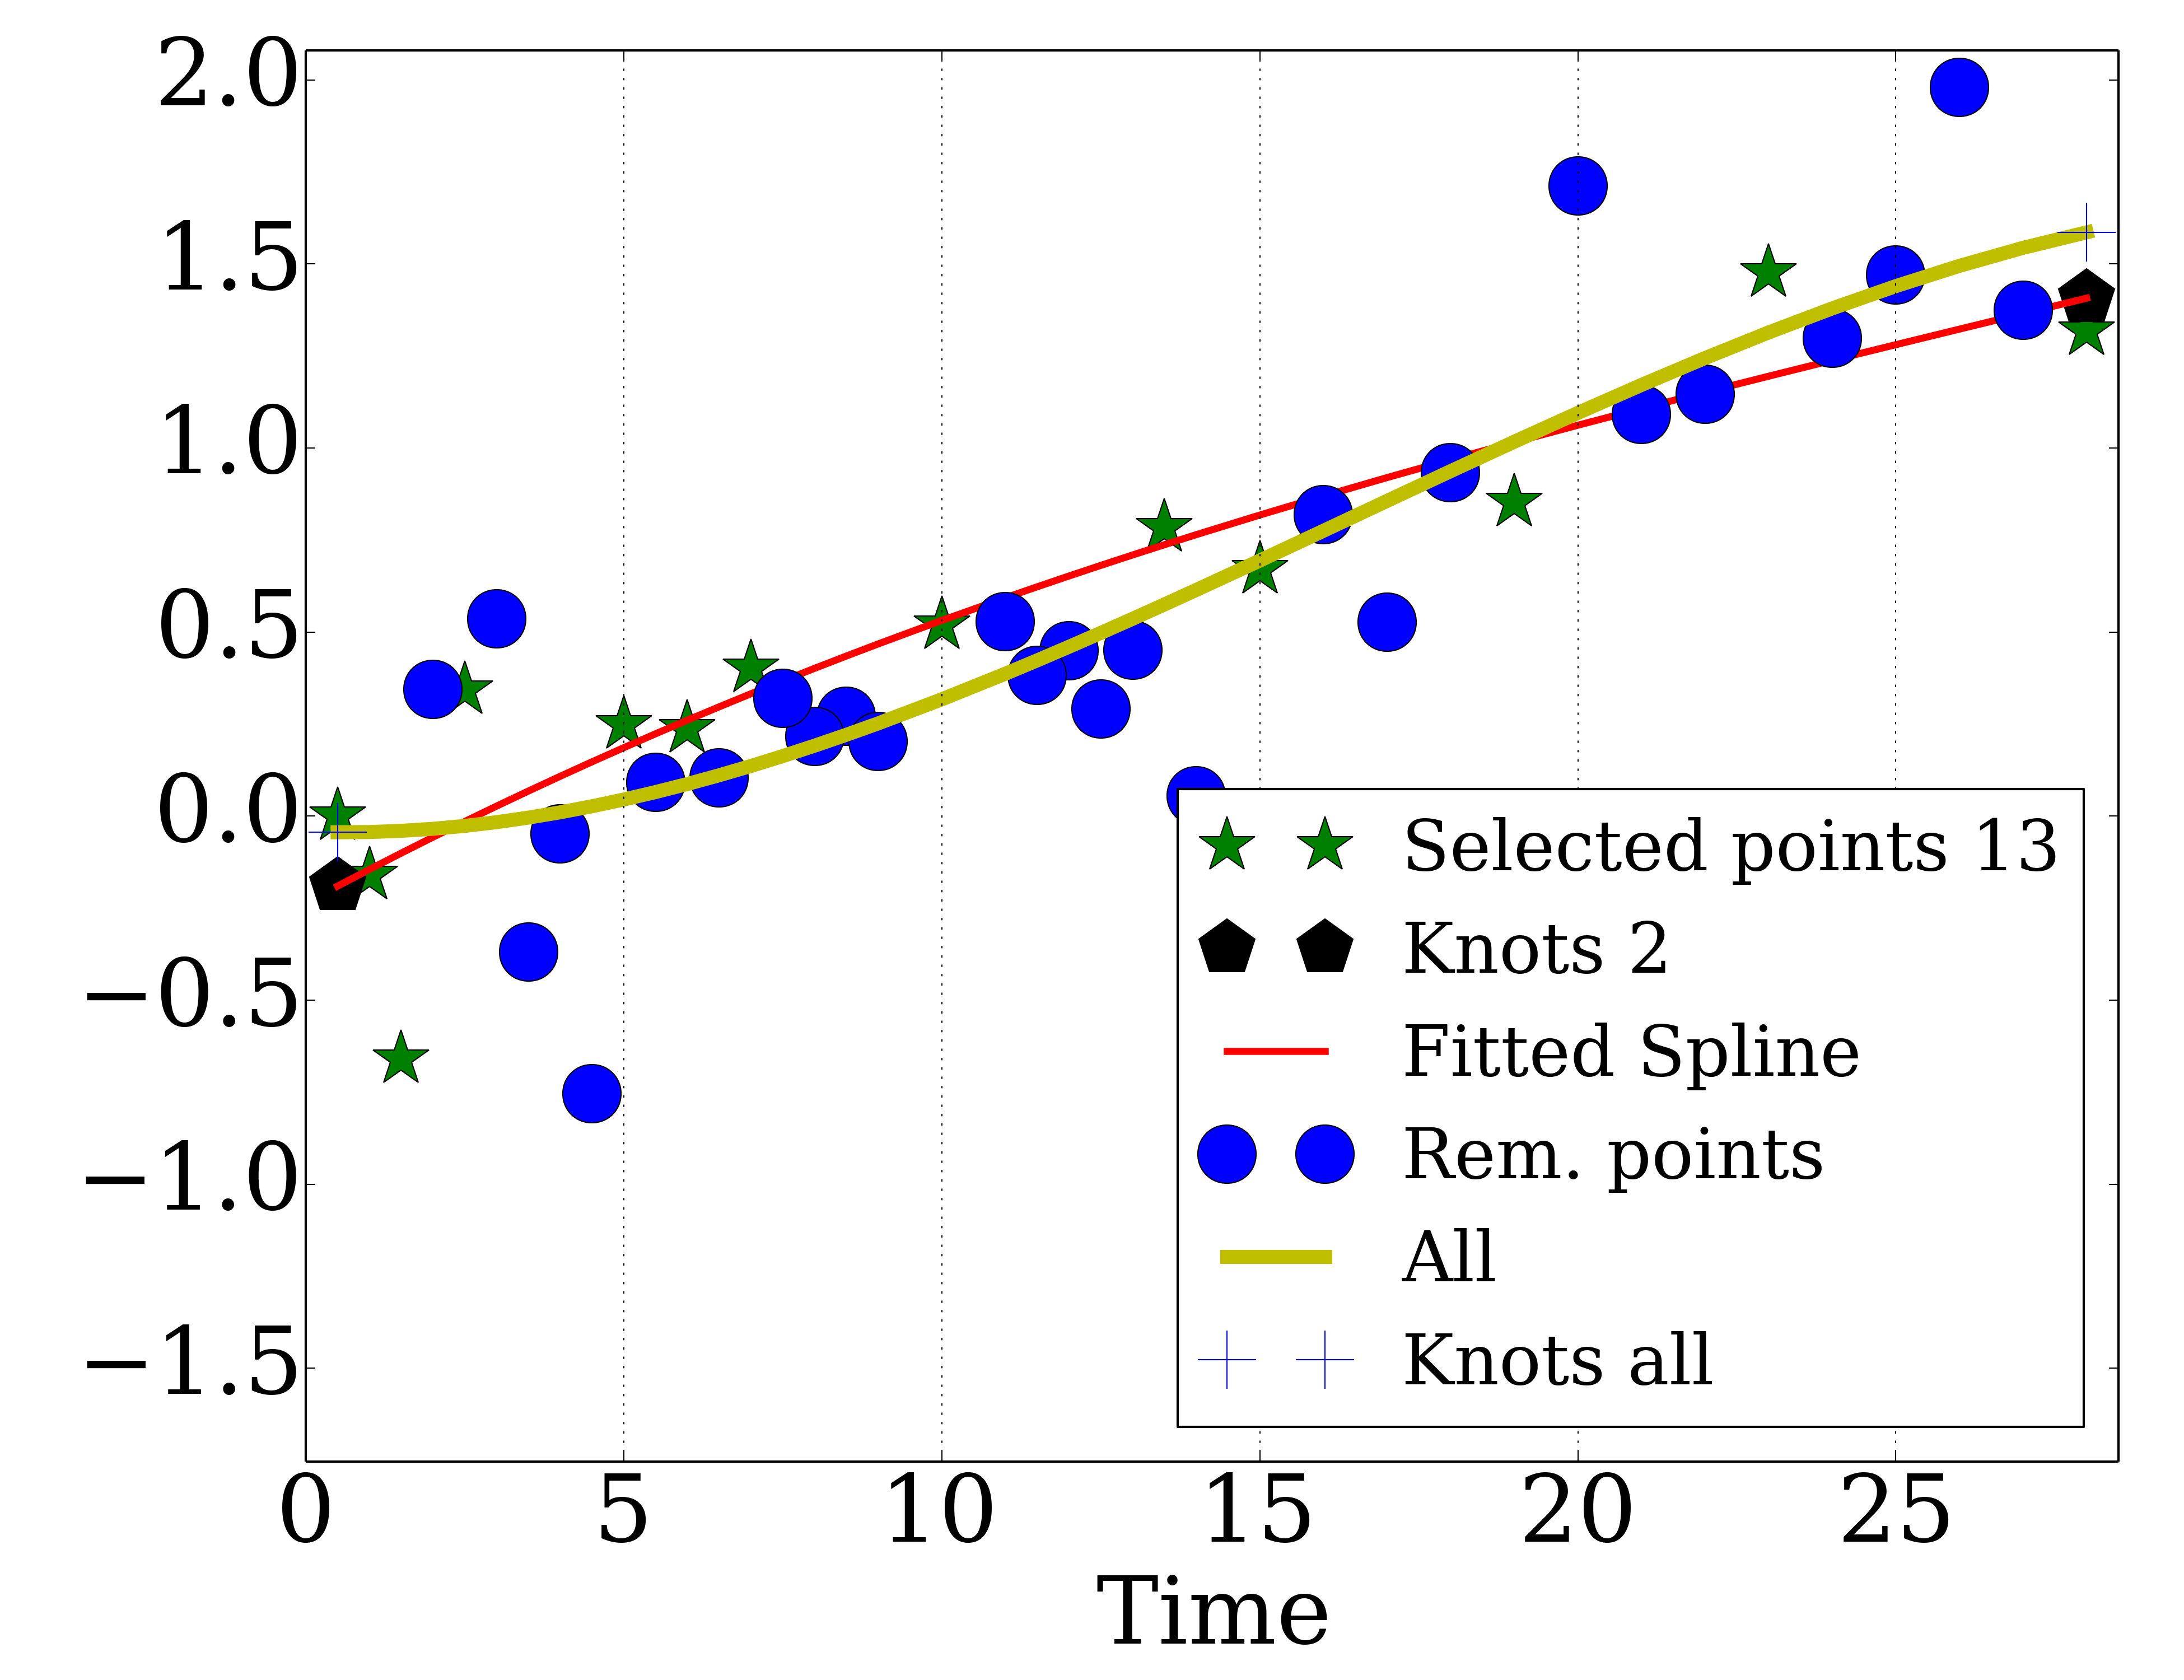 2.0
1.5
1.0
0.5
0.0
−0.5
−1.0
−1.5
0 5 10 15 20 25
Time
Selected points 13
Knots 2
Fitted Spline
Rem. points
All
Knots all